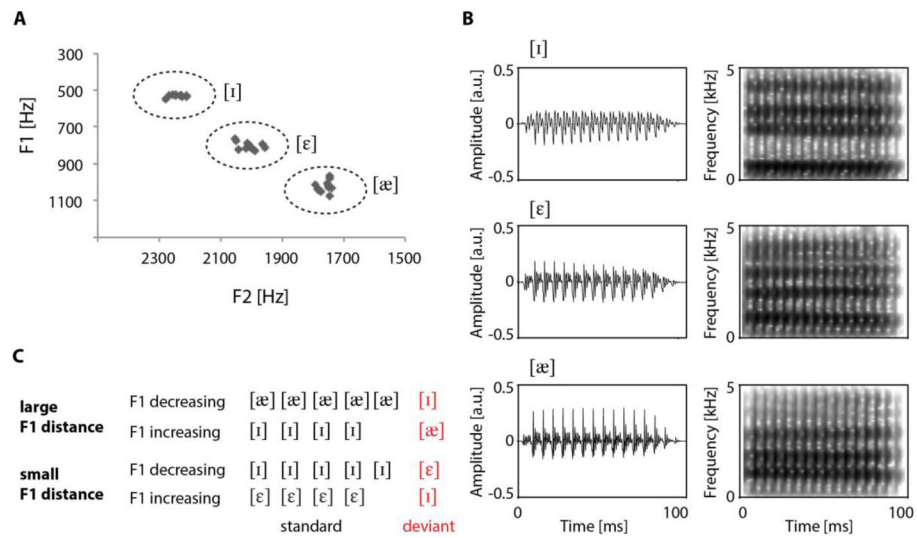 A
300
500
700
900
1100
F1 [Hz]
[ɪ]
[ɛ]
[æ]
2300 2100 1900 1700 1500
F2 [Hz]
B
[ɪ]
0.5
0
-0.5
Amplitude [a.u.]
5
0
Frequency [kHz]
[ɛ]
0.5
0
-0.5
Amplitude [a.u.]
5
0
Frequency [kHz]
[æ]
0.5
0
-0.5
Amplitude [a.u.]
5
0
Frequency [kHz]
0 Time [ms] 100
0 Time [ms] 100
C
large
F1 distance
F1 decreasing [æ] [æ] [æ] [æ] [æ] [ɪ]
F1 increasing [ɪ] [ɪ] [ɪ] [ɪ] [æ]
small
F1 distance
F1 decreasing [ɪ] [ɪ] [ɪ] [ɪ] [ɪ] [ɛ]
F1 increasing [ɛ] [ɛ] [ɛ] [ɛ] [ɪ]
standard deviant